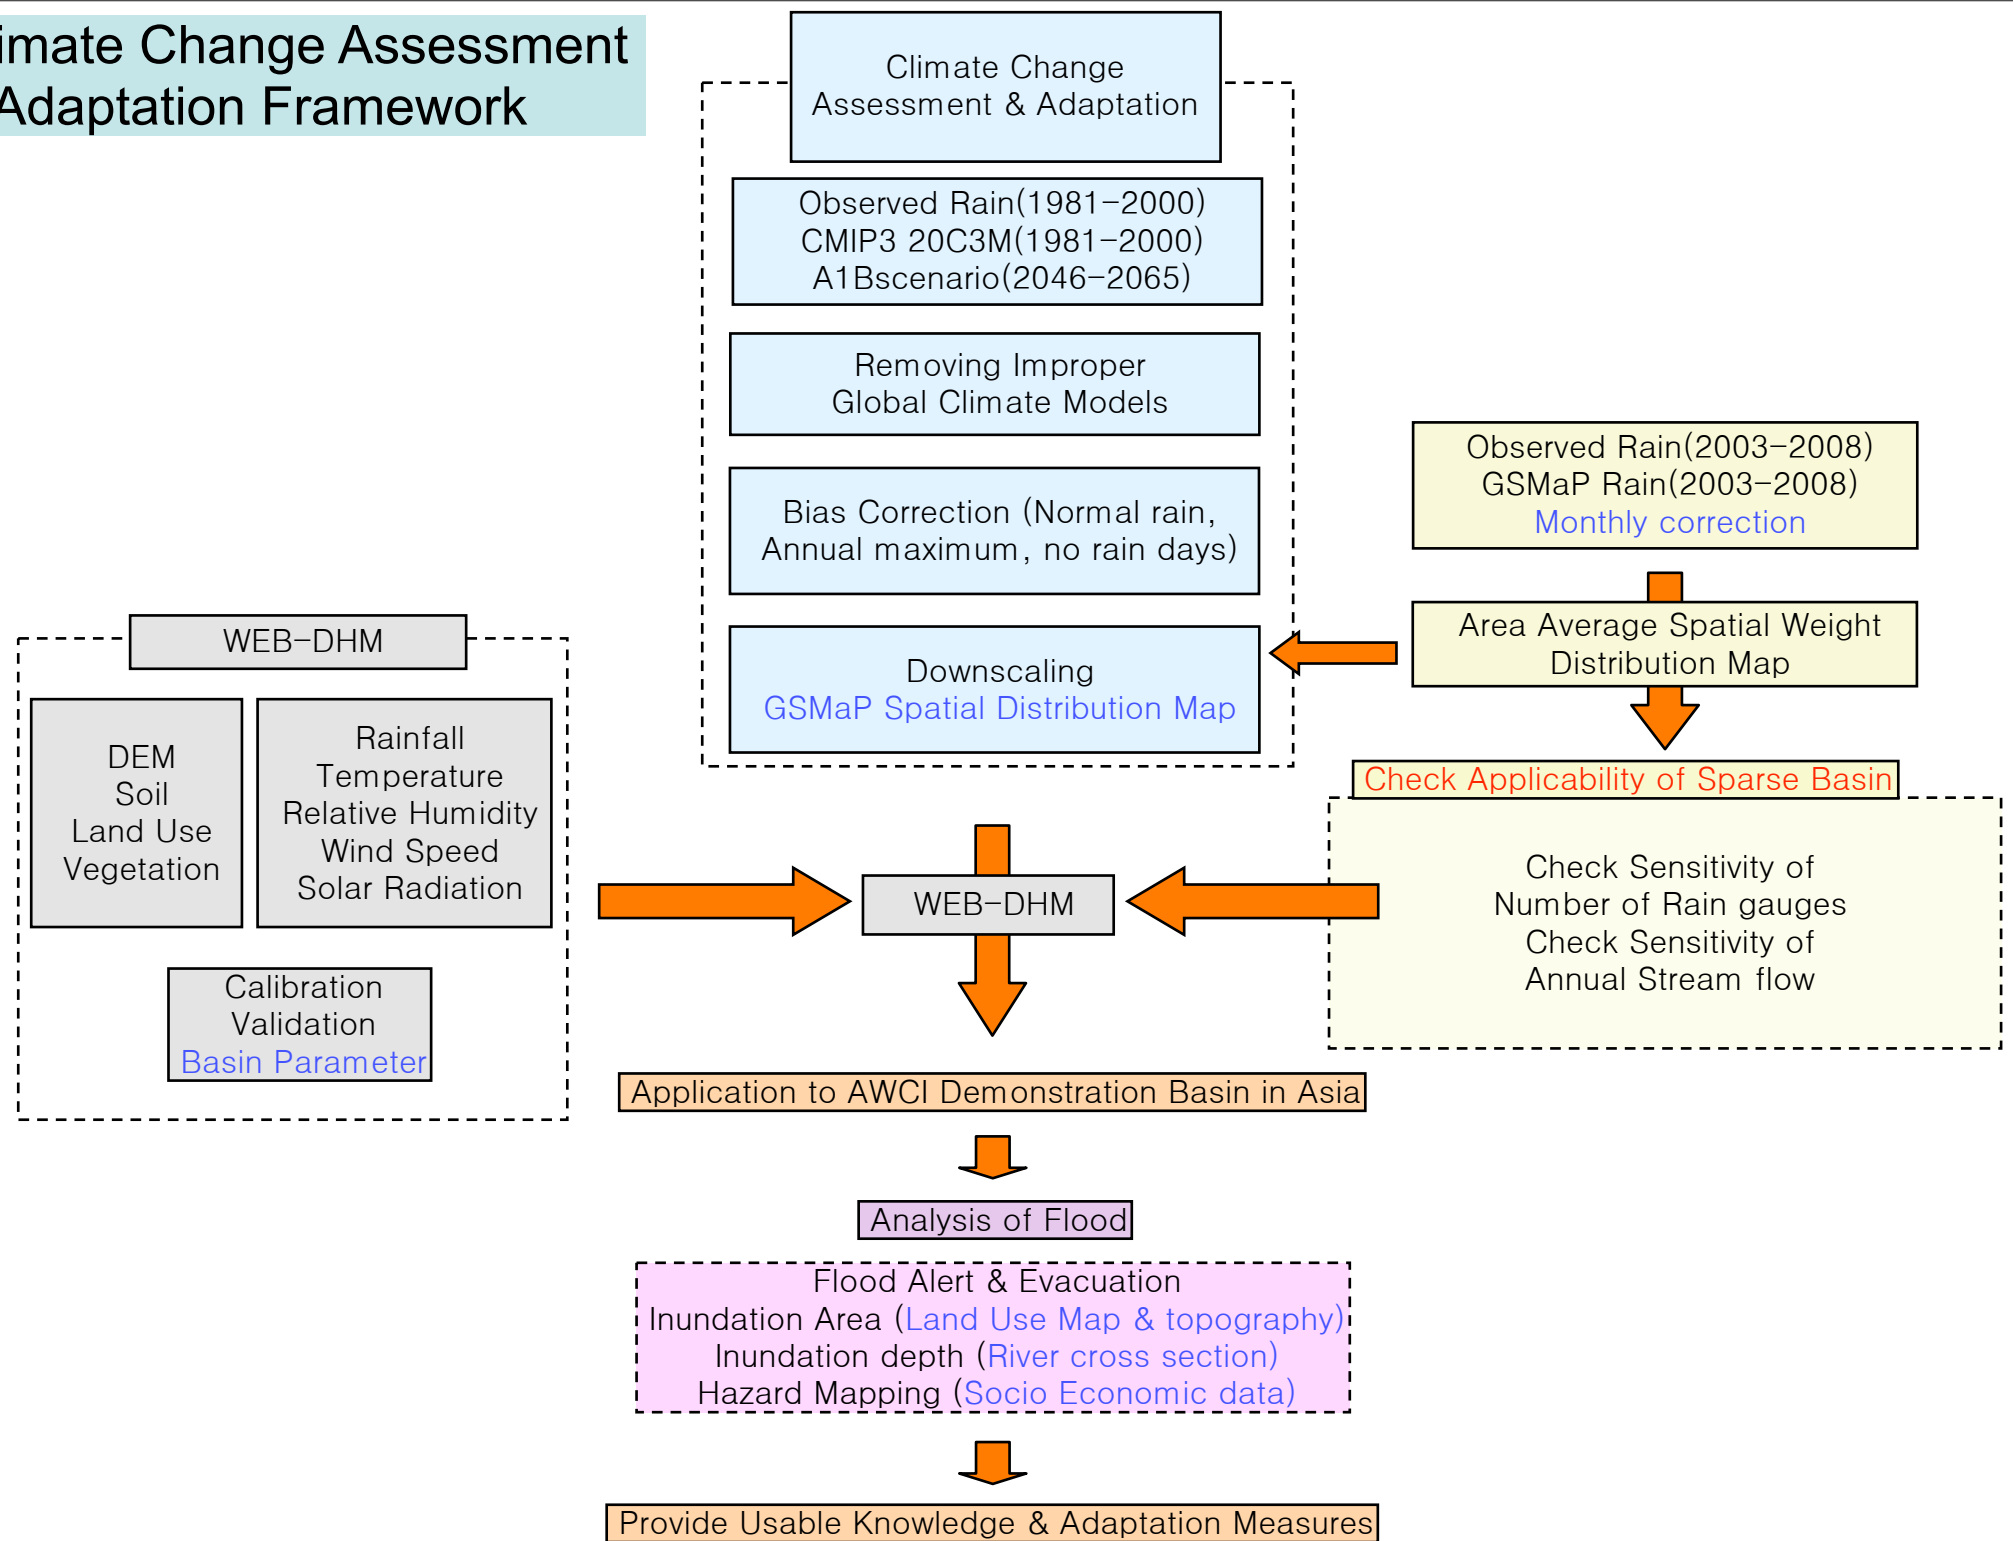 imate Change Assessment
Adaptation Framework
Climate Change
Assessment & Adaptation
Observed Rain(1981-2000)
CMIP3 20C3M(1981-2000)
A1Bscenario(2046-2065)
Removing Improper
Global Climate Models
Bias Correction (Normal rain,
Annual maximum, no rain days)
Downscaling
GSMaP Spatial Distribution Map
Observed Rain(2003-2008)
GSMaP Rain(2003-2008)
Monthly correction
Area Average Spatial Weight
Distribution Map
Check Applicability of Sparse Basin
Check Sensitivity of
Number of Rain gauges
Check Sensitivity of
Annual Stream flow
WEB-DHM
DEM
Soil
Land Use
Vegetation
Rainfall
Temperature
Relative Humidity
Wind Speed
Solar Radiation
Calibration
Validation
Basin Parameter
WEB-DHM
Application to AWCI Demonstration Basin in Asia
Analysis of Flood
Flood Alert & Evacuation
Inundation Area (Land Use Map & topography)
Inundation depth (River cross section)
Hazard Mapping (Socio Economic data)
Provide Usable Knowledge & Adaptation Measures